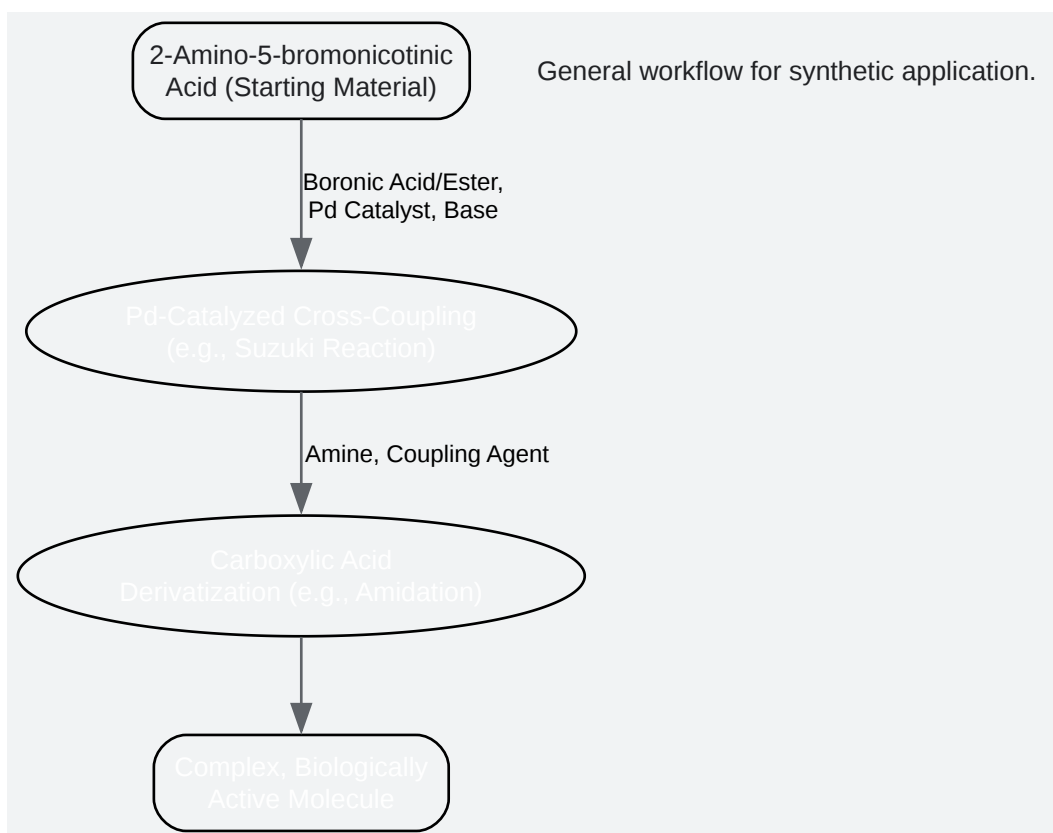 2-Amino-5-bromonicotinic
Acid (Starting Material)
General workflow for synthetic application.
Boronic Acid/Ester,
Pd Catalyst, Base
Pd-Catalyzed Cross-Coupling
(e.g., Suzuki Reaction)
Amine, Coupling Agent
Carboxylic Acid
Derivatization (e.g., Amidation)
Complex, Biologically
Active Molecule